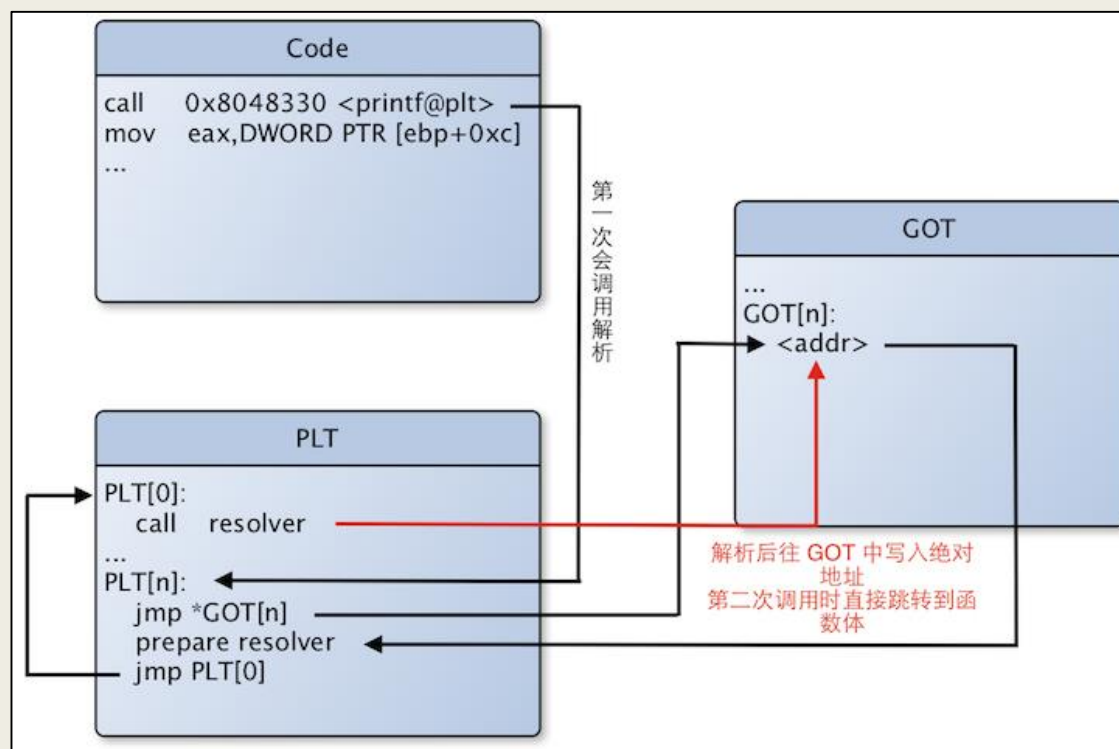 Code
call 0x8048330 <printf@plt>
mov eax,DWORD PTR [ebp+0xc]
...
第一次会调用解析
GOT
...
GOT[n]:
<addr>
PLT
PLT[0]:
call resolver
...
PLT[n]:
jmp *GOT[n]
prepare resolver
jmp PLT[0]
解析后往 GOT 中写入绝对
地址
第二次调用时直接跳转到函
数体